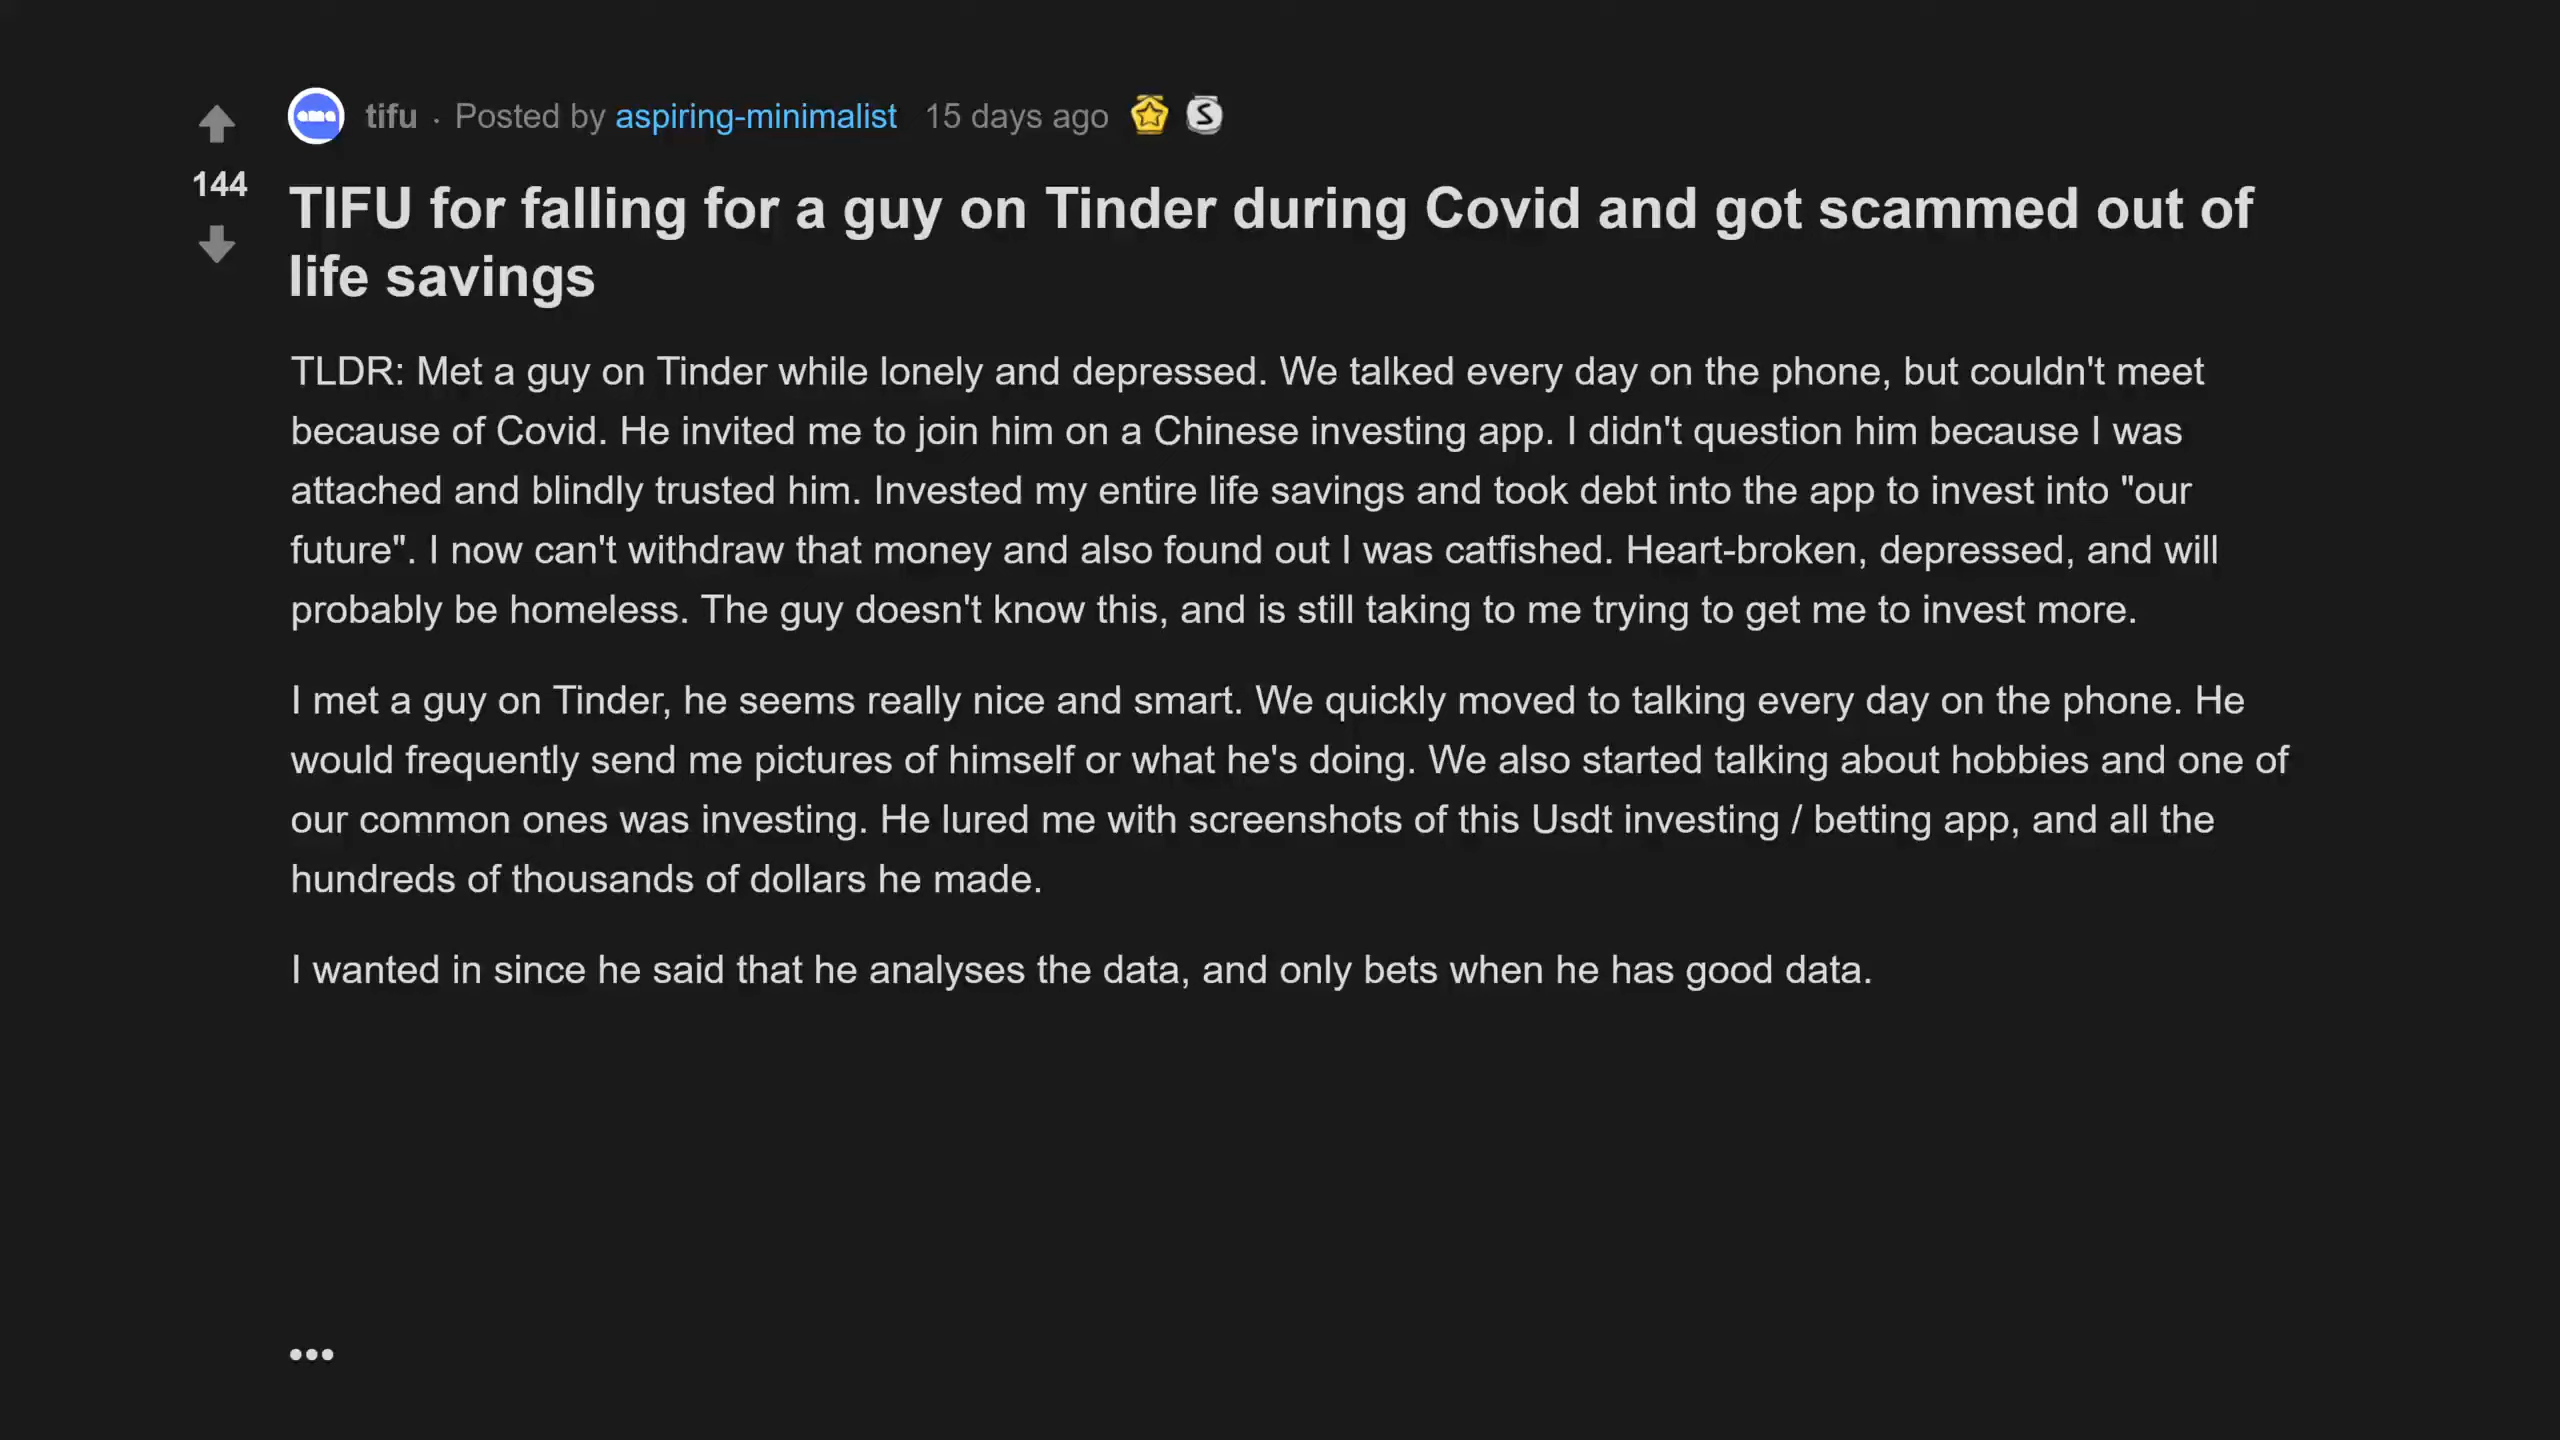 tifu · Posted by aspiring-minimalist 15 days ago
144
TIFU for falling for a guy on Tinder during Covid and got scammed out of
life savings
TLDR: Met a guy on Tinder while lonely and depressed. We talked every day on the phone, but couldn't meet
because of Covid. He invited me to join him on a Chinese investing app. I didn't question him because I was
attached and blindly trusted him. Invested my entire life savings and took debt into the app to invest into "our
future". I now can't withdraw that money and also found out I was catfished. Heart-broken, depressed, and will
probably be homeless. The guy doesn't know this, and is still taking to me trying to get me to invest more.
I met a guy on Tinder, he seems really nice and smart. We quickly moved to talking every day on the phone. He
would frequently send me pictures of himself or what he's doing. We also started talking about hobbies and one of
our common ones was investing. He lured me with screenshots of this Usdt investing / betting app, and all the
hundreds of thousands of dollars he made.
I wanted in since he said that he analyses the data, and only bets when he has good data.
•••